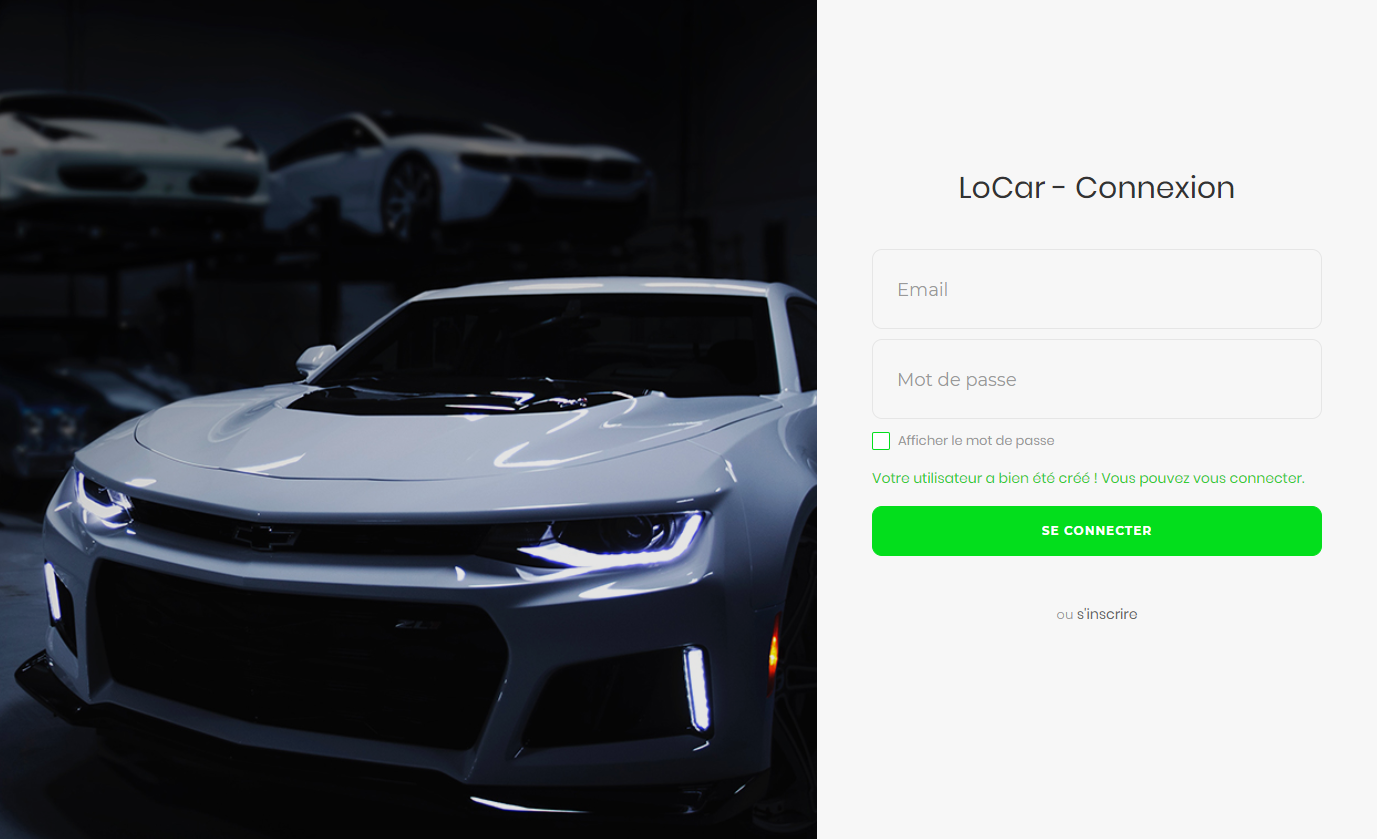 LoCar - Connexion
Email
Mot de passe
Afficher le mot de passe
Votre utilisateur a bien été créé ! Vous pouvez vous connecter.
SE CONNECTER
ou s'inscrire
ZL1